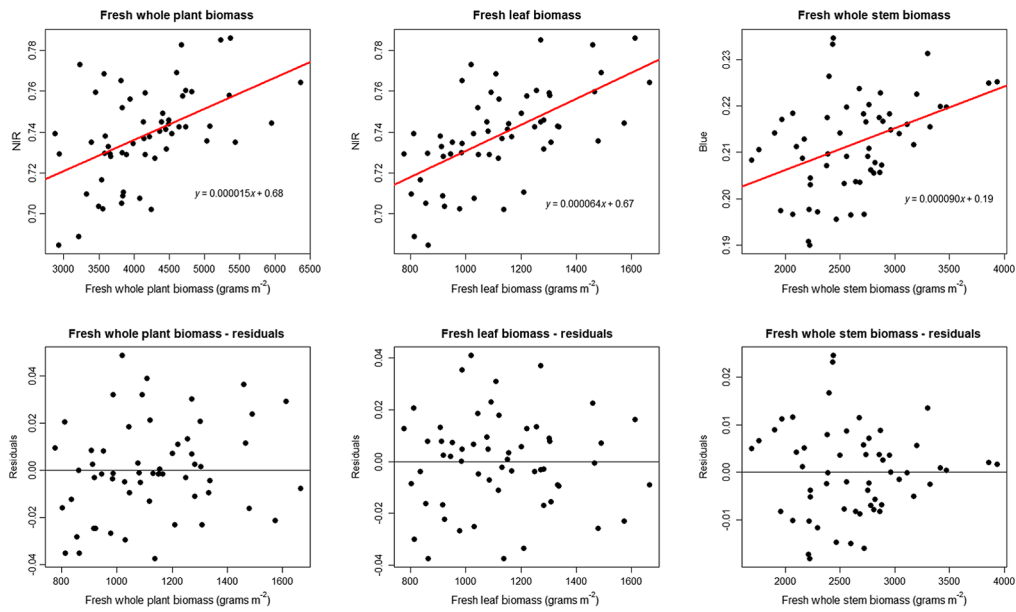 Fresh whole plant biomass
NIR
0.78
0.76
0.74
0.72
0.70
y = 0.000015x + 0.68
3000 3500 4000 4500 5000 5500 6000 6500
Fresh whole plant biomass (grams m-2)
Fresh leaf biomass
NIR
0.78
0.76
0.74
0.72
0.70
y = 0.000064x + 0.67
800 1000 1200 1400 1600
Fresh leaf biomass (grams m-2)
Fresh whole stem biomass
Blue
0.23
0.22
0.21
0.20
0.19
y = 0.000090x + 0.19
2000 2500 3000 3500 4000
Fresh whole stem biomass (grams m-2)
Fresh whole plant biomass - residuals
Residuals
0.04
0.02
0.00
-0.02
-0.04
800 1000 1200 1400 1600
Fresh whole plant biomass (grams m-2)
Fresh leaf biomass - residuals
Residuals
0.04
0.02
0.00
-0.02
-0.04
800 1000 1200 1400 1600
Fresh leaf biomass (grams m-2)
Fresh whole stem biomass - residuals
Residuals
0.02
0.01
0.00
-0.01
2000 2500 3000 3500 4000
Fresh whole stem biomass (grams m-2)